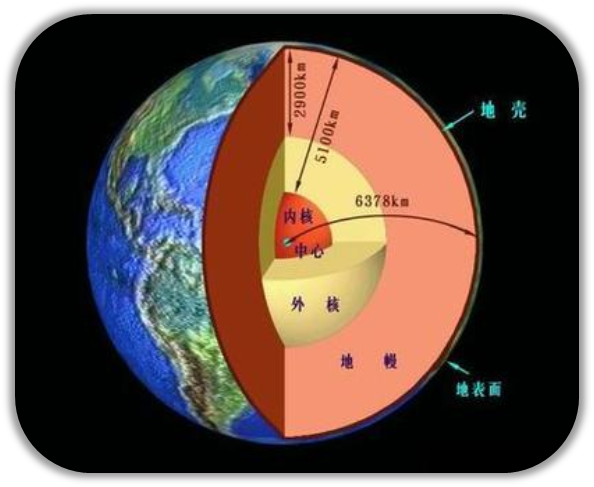 2900km
5100km
地 壳
6378km
内核
中心
外 核
地 幔
地表面